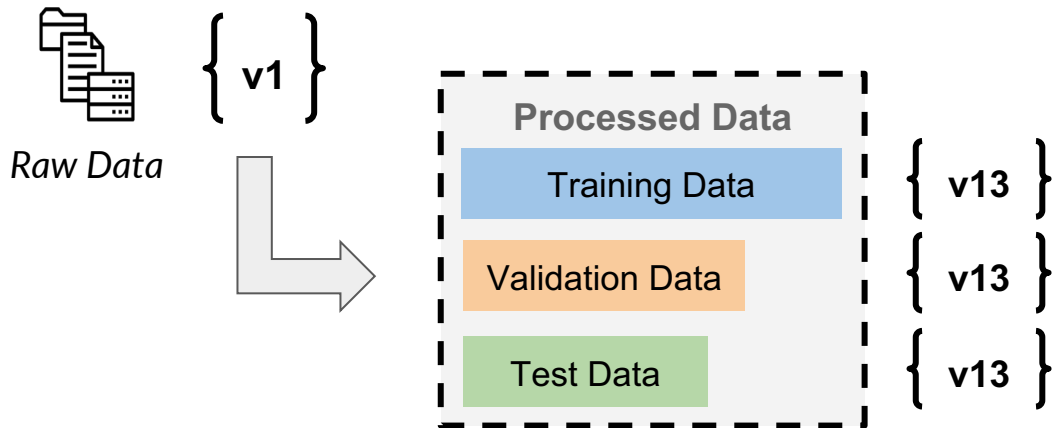 { v1 }
Raw Data
Processed Data
Training Data
{ v13 }
Validation Data
{ v13 }
Test Data
{ v13 }